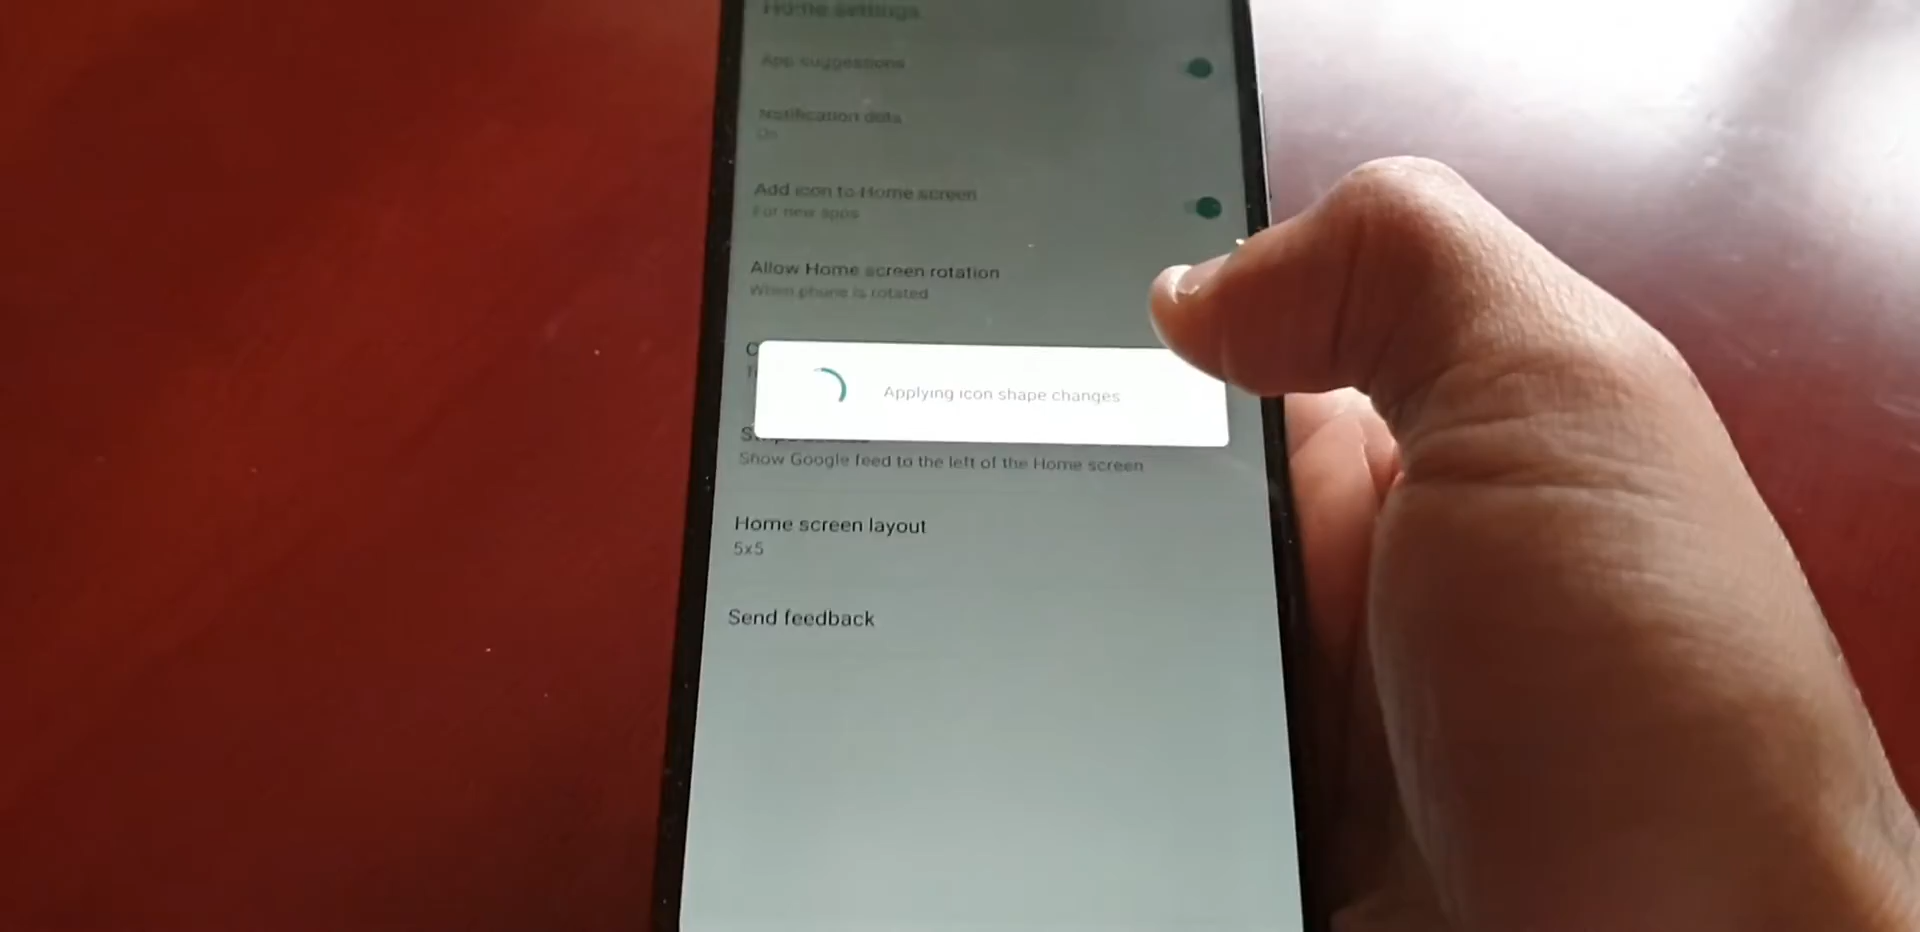 Home settings
App suggestions
Notification dots
On
Add icon to Home screen
For new apps
Allow Home screen rotation
When phone is rotated
C
Applying icon shape changes
Show Google feed to the left of the Home screen
Home screen layout
5x5
Send feedback